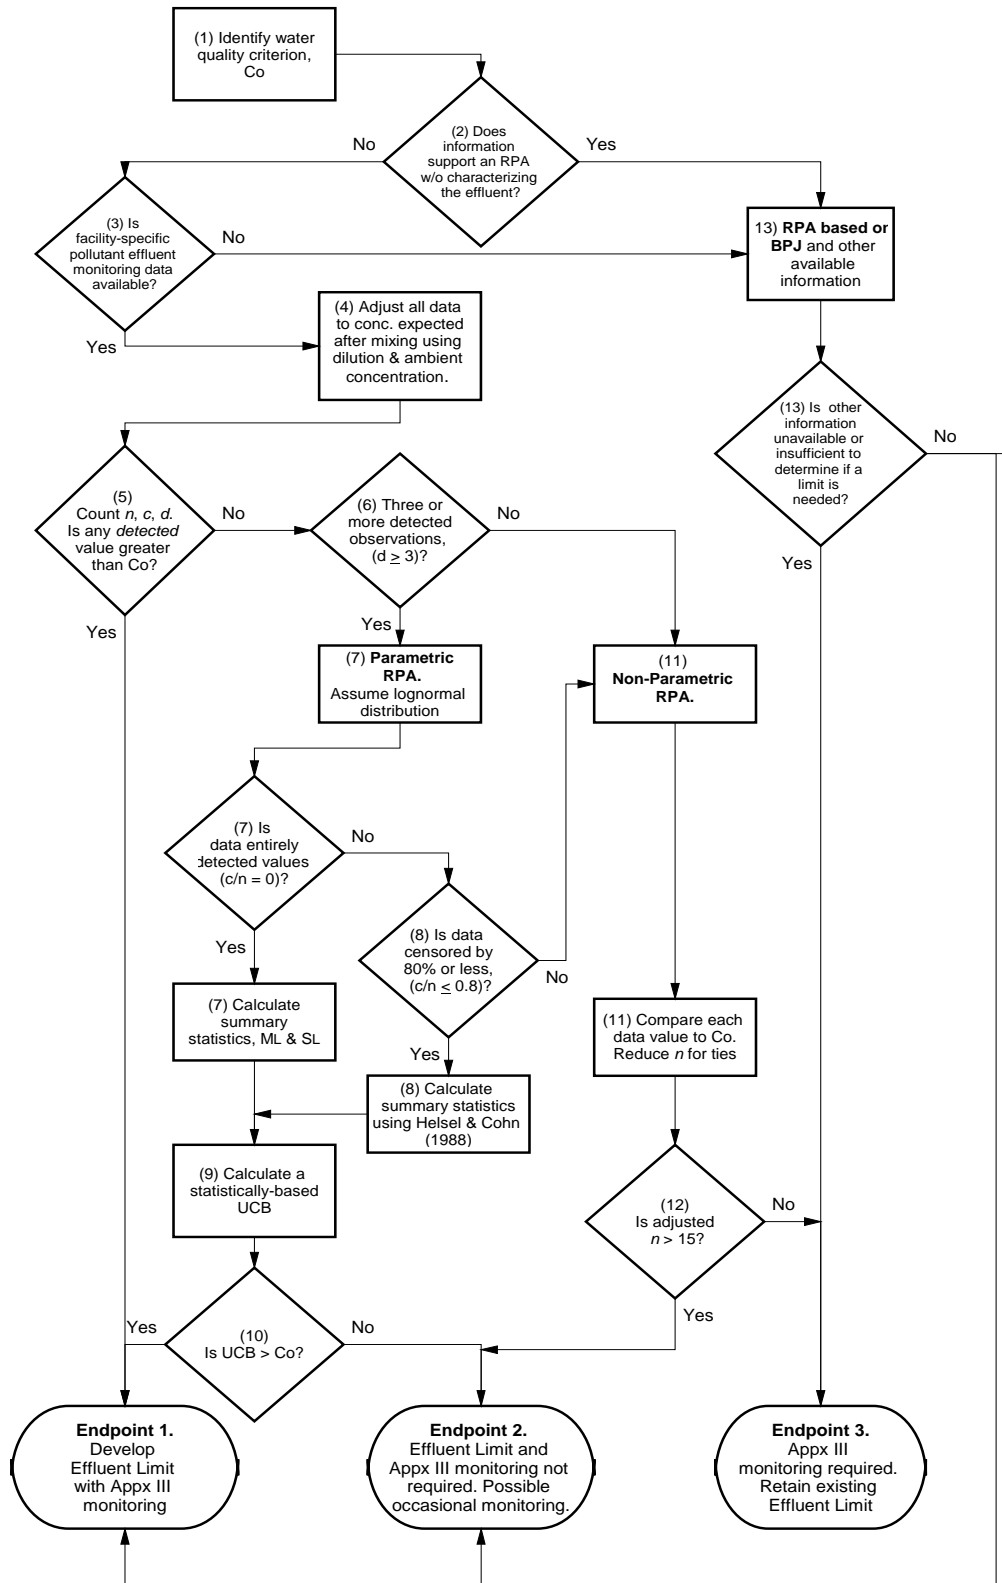 (1) Identify water
quality criterion,
Co
(2) Does
information
support an RPA
w/o characterizing
the effluent?
No
Yes
(3) Is
facility-specific
pollutant effluent
monitoring data
available?
No
Yes
13) RPA based or
BPJ and other
available
information
(4) Adjust all data
to conc. expected
after mixing using
dilution & ambient
concentration.
(13) Is other
information
unavailable or
insufficient to
determine if a
limit is
needed?
No
Yes
(5)
Count n, c, d.
Is any detected
value greater
than Co?
No
Yes
(6) Three or
more detected
observations,
(d ≥ 3)?
No
Yes
(7) Parametric
RPA.
Assume lognormal
distribution
(11)
Non-Parametric
RPA.
(7) Is
data entirely
detected values
(c/n = 0)?
No
Yes
(8) Is data
censored by
80% or less,
(c/n ≤ 0.8)?
No
Yes
(7) Calculate
summary
statistics, ML & SL
(11) Compare each
data value to Co.
Reduce n for ties
(8) Calculate
summary statistics
using Helsel & Cohn
(1988)
(9) Calculate a
statistically-based
UCB
(12)
Is adjusted
n > 15?
No
Yes
(10)
Is UCB > Co?
Yes
No
Endpoint 1.
Develop
Effluent Limit
with Appx III
monitoring
Endpoint 2.
Effluent Limit and
Appx III monitoring not
required. Possible
occasional monitoring.
Endpoint 3.
Appx III
monitoring required.
Retain existing
Effluent Limit